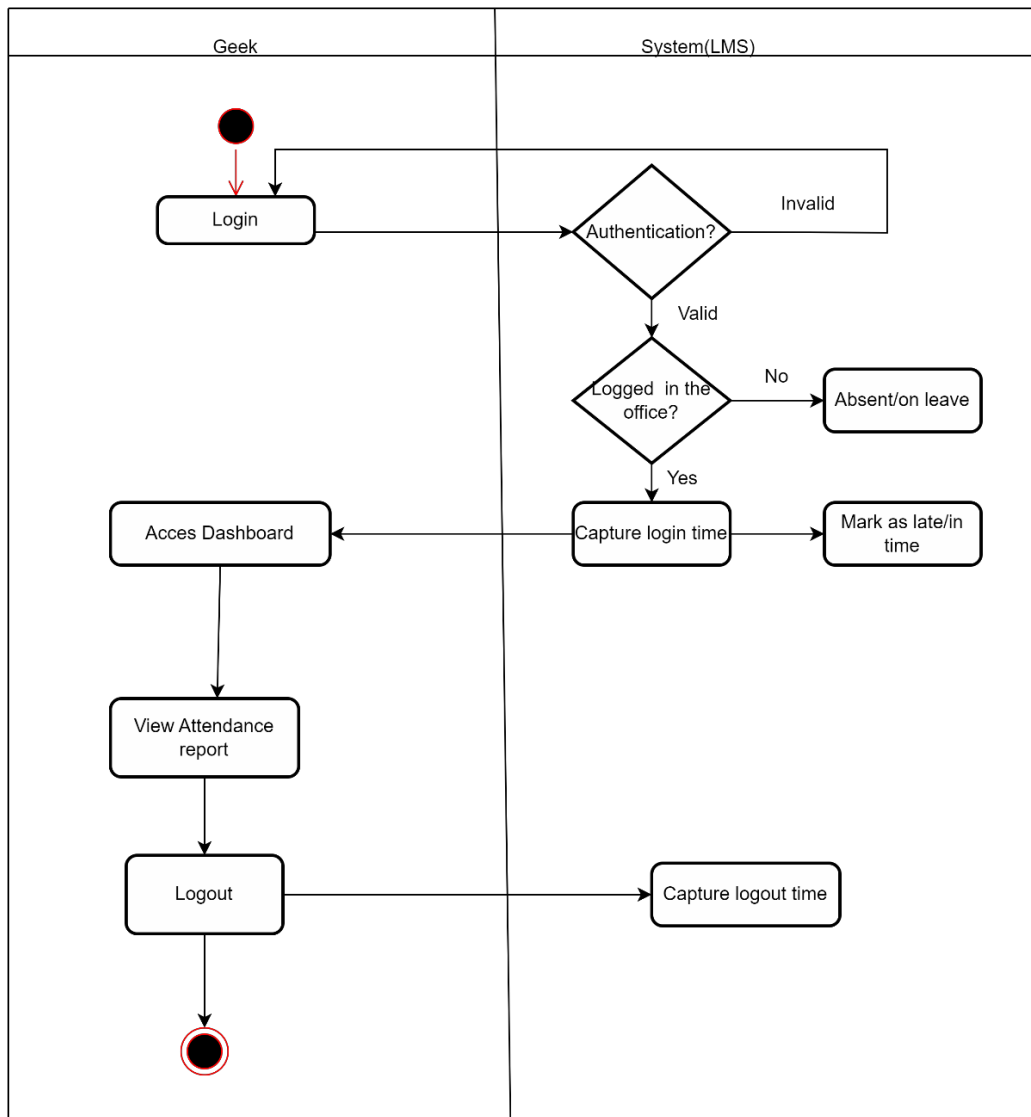 Geek
System(LMS)
Login
Authentication?
Invalid
Valid
Logged  in the
office?
No
Absent/on leave
Yes
Acces Dashboard
Capture login time
Mark as late/in
time
View Attendance
report
Logout
Capture logout time